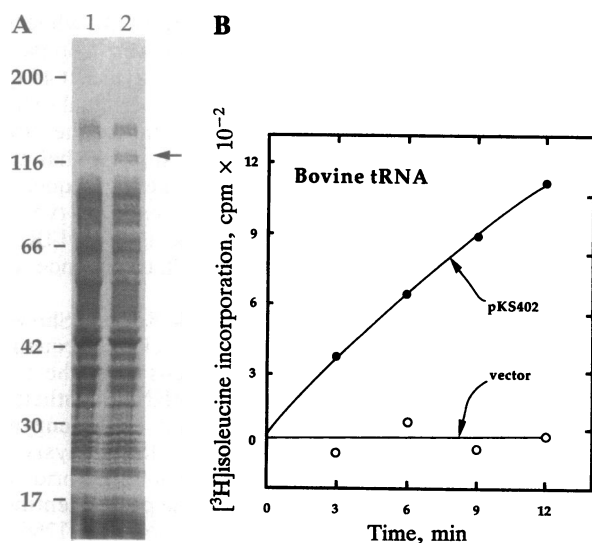 A
1 2
200
116
66
42
30
17
B
[³H]isoleucine incorporation, cpm × 10⁻²
12
9
6
3
0
Bovine tRNA
pKS402
vector
0 3 6 9 12
Time, min